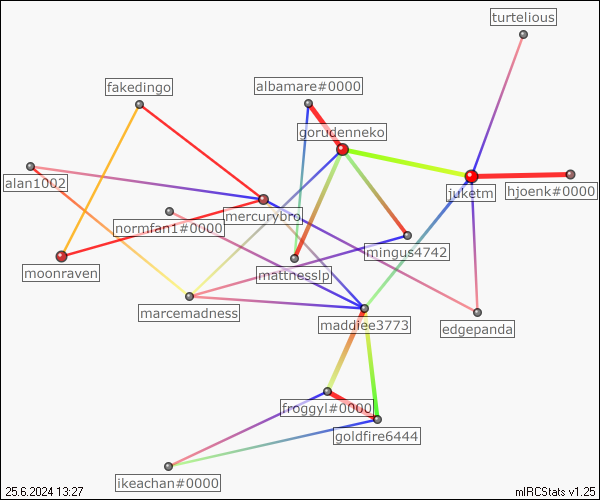 turtelious
albamare#0000
fakedingo
gorudenneko
alan1002
juketm
hjoenk#0000
mercurybro
normfan1#0000
mingus4742
moonraven
mattnesslp
marcemadness
maddiee3773
edgepanda
froggyl#0000
goldfire6444
ikeachan#0000
25.6.2024 13:27
mIRCStats v1.25